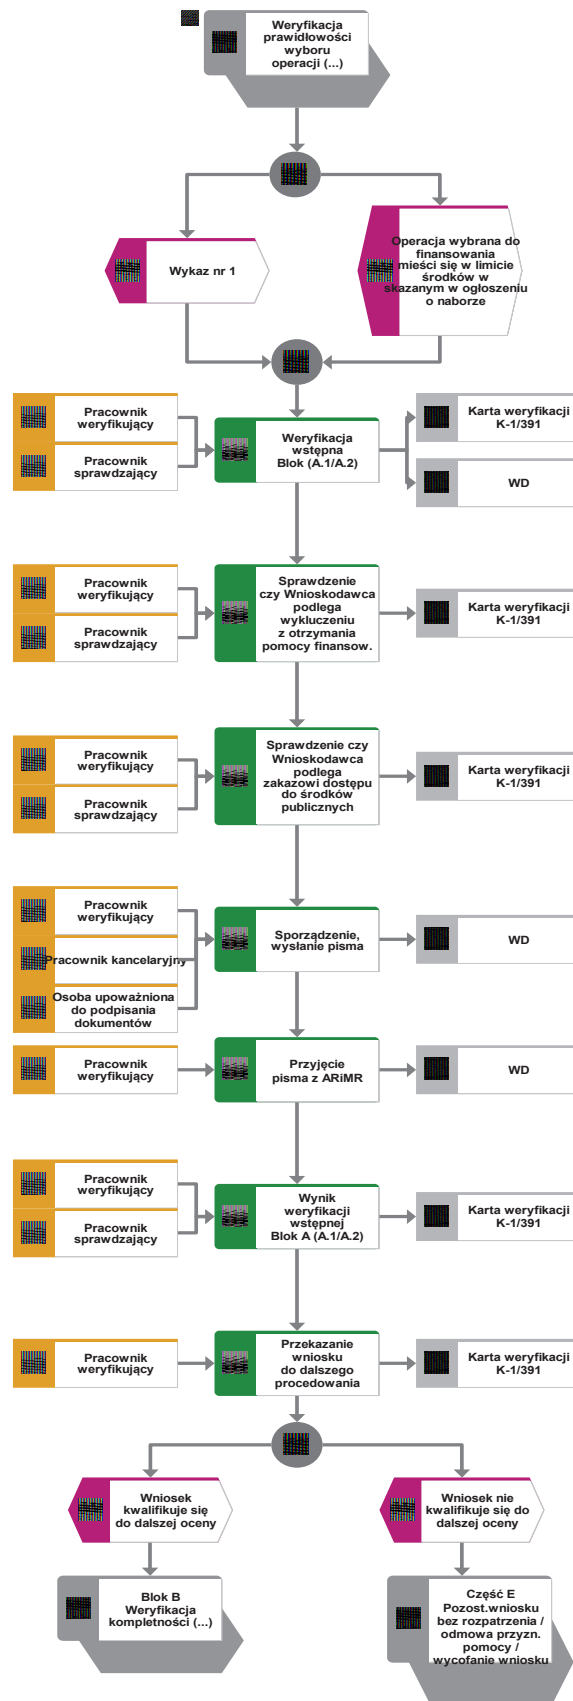 Weryfikacja
prawidłowości
wyboru
operacji (...)
Wykaz nr 1
Operacja wybrana do
finansowania
mieści się w limicie
środków w
skazanym w ogłoszeniu
o naborze
Pracownik
weryfikujący
Pracownik
sprawdzający
Weryfikacja
wstępna
Blok (A.1/A.2)
Karta weryfikacji
K-1/391
WD
Pracownik
weryfikujący
Pracownik
sprawdzający
Sprawdzenie
czy Wnioskodawca
podlega
wykluczeniu
z otrzymania
pomocy finansow.
Karta weryfikacji
K-1/391
Pracownik
weryfikujący
Pracownik
sprawdzający
Sprawdzenie czy
Wnioskodawca
podlega
zakazowi dostępu
do środków
publicznych
Karta weryfikacji
K-1/391
Pracownik
weryfikujący
Pracownik kancelaryjny
Osoba upoważniona
do podpisania
dokumentów
Sporządzenie,
wysłanie pisma
WD
Pracownik
weryfikujący
Przyjęcie
pisma z ARiMR
WD
Pracownik
weryfikujący
Pracownik
sprawdzający
Wynik
weryfikacji
wstępnej
Blok A (A.1/A.2)
Karta weryfikacji
K-1/391
Pracownik
weryfikujący
Przekazanie
wniosku
do dalszego
procedowania
Karta weryfikacji
K-1/391
Wniosek
kwalifikuje się
do dalszej oceny
Wniosek nie
kwalifikuje się do
dalszej oceny
Blok B
Weryfikacja
kompletności (...)
Część E
Pozost.wniosku
bez rozpatrzenia /
odmowa przyzn.
pomocy /
wycofanie wniosku